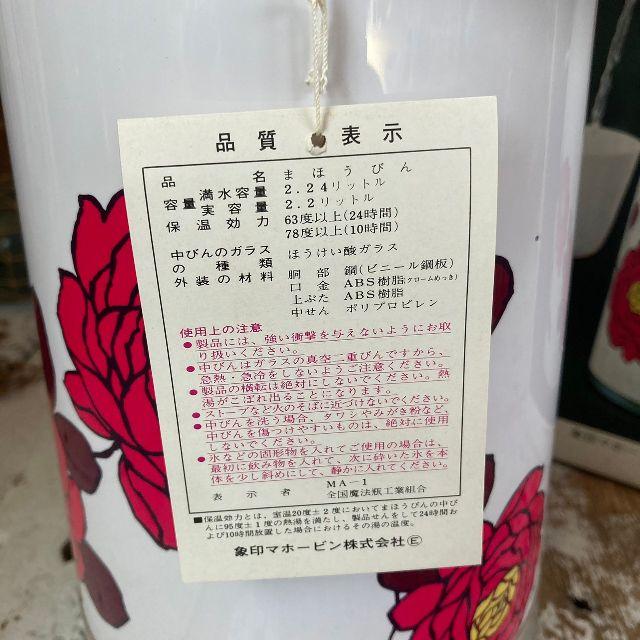 品質表示
品名 まほうびん
容量 満水容量 2.24リットル
実容量 2.2リットル
保温効力 63度以上(24時間)
78度以上(10時間)
中びんのガラス ほうけい酸ガラス
の種類
外装の材料 胴部 鋼(ビニール鋼板)
口金 ABS樹脂(クロームめっき)
上ぶた ABS樹脂
中せん ポリプロピレン
使用上の注意
●製品には、強い衝撃を与えないようにお取
り扱いください。
●中びんはガラスの真空二重びんですから、
急熱・急冷をしないようご注意ください。
●製品の横転は絶対にしないでください。熱
湯がこぼれ出ることになります。
●ストーブなど火のそばに近づけないでください。
●中びんを洗う場合、タワシやみがき粉など、
中びんを傷つけやすいものは、絶対に使用
しないでください。
●氷などの固形物を入れてご使用の場合は、
最初に飲み物を入れて、次に砕いた氷を本
体を少し斜めにして、静かに入れてください。
表示者 MA-1
全国魔法瓶工業組合
■保温効力とは、室温20度±2度においてまほうびんの中び
んに95度±1度の熱湯を満たし、製品せんをして24時間お
よび10時間放置した場合におけるその湯の温度。
象印マホービン株式会社Ⓔ